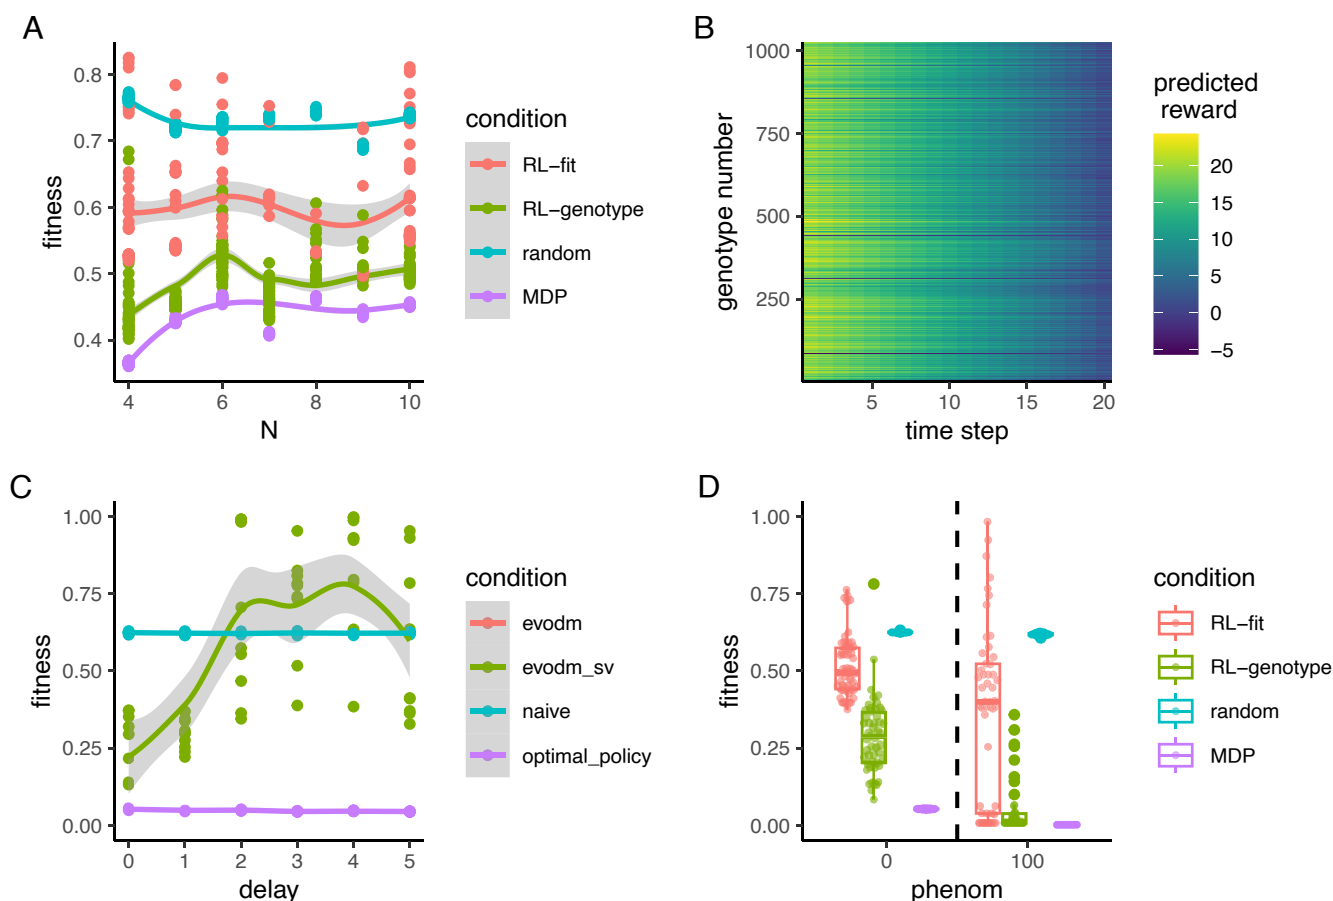 A
0.8
0.7
0.6
0.5
0.4
fitness
4
6
8
10
N
condition
RL−fit
RL−genotype
random
MDP
B
1000
750
500
250
genotype number
5
10
15
20
time step
predicted
reward
20
15
10
5
0
−5
C
1.00
0.75
0.50
0.25
0.00
fitness
0
1
2
3
4
5
delay
condition
evodm
evodm_sv
naive
optimal_policy
D
1.00
0.75
0.50
0.25
0.00
fitness
0
100
phenom
condition
RL−fit
RL−genotype
random
MDP